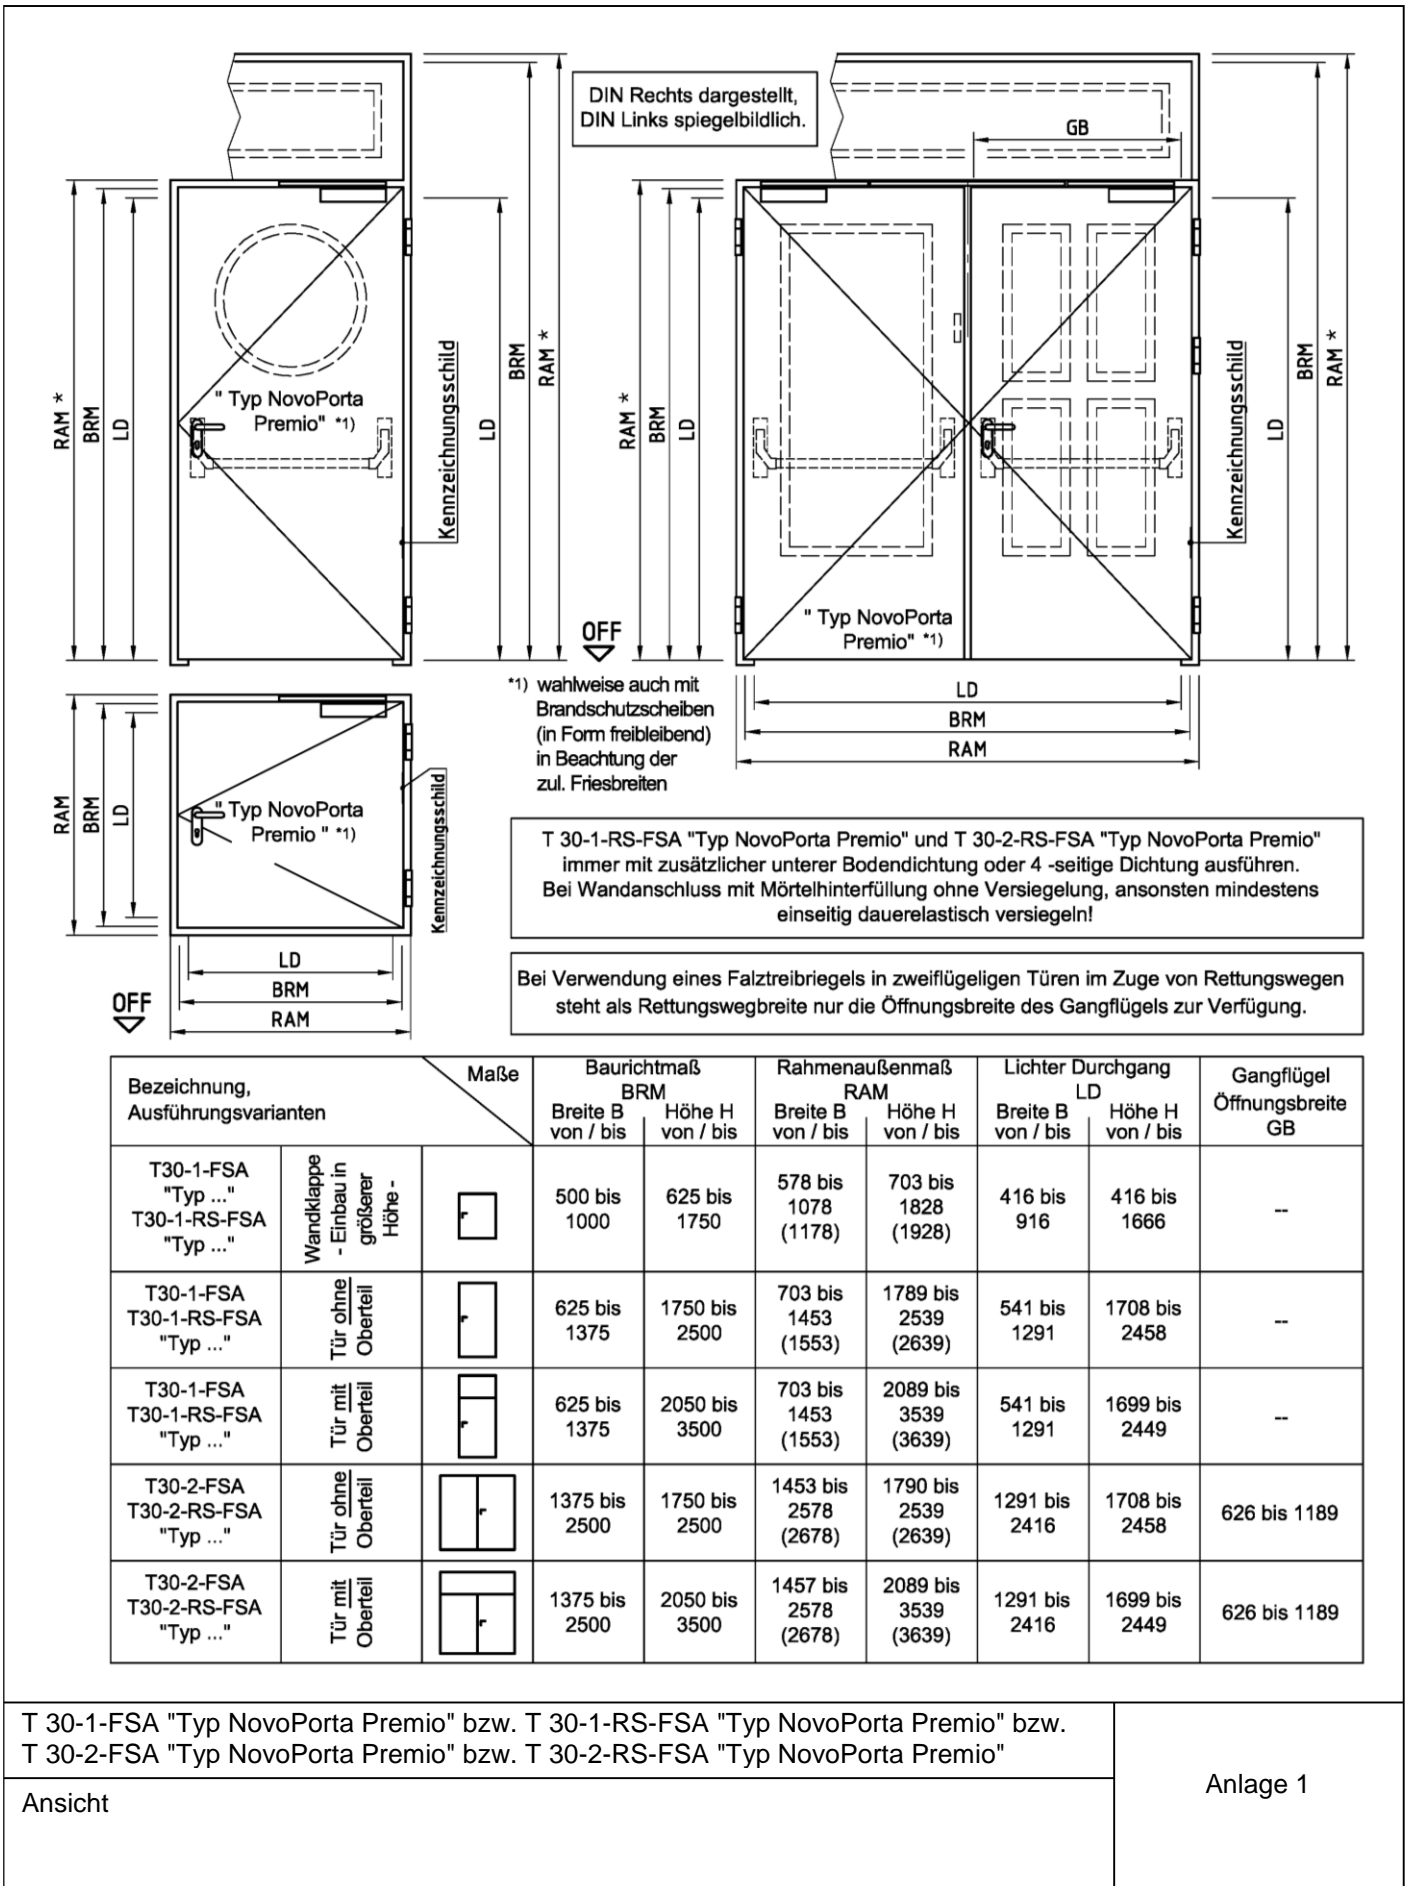 DIN Rechts dargestellt,
DIN Links spiegelbildlich.
GB
RAM *
BRM
LD
" Typ NovoPorta
Premio" *1)
Kennzeichnungsschild
LD
BRM
RAM *
RAM *
BRM
LD
" Typ NovoPorta
Premio" *1)
Kennzeichnungsschild
LD
BRM
RAM *
OFF
LD
BRM
RAM
*1) wahlweise auch mit
Brandschutzscheiben
(in Form freibleibend)
in Beachtung der
zul. Friesbreiten
RAM
BRM
LD
" Typ NovoPorta
Premio " *1)
Kennzeichnungsschild
LD
BRM
RAM
OFF
T 30-1-RS-FSA "Typ NovoPorta Premio" und T 30-2-RS-FSA "Typ NovoPorta Premio"
immer mit zusätzlicher unterer Bodendichtung oder 4 -seitige Dichtung ausführen.
Bei Wandanschluss mit Mörtelhinterfüllung ohne Versiegelung, ansonsten mindestens
einseitig dauerelastisch versiegeln!
Bei Verwendung eines Falztreibriegels in zweiflügeligen Türen im Zuge von Rettungswegen
steht als Rettungswegbreite nur die Öffnungsbreite des Gangflügels zur Verfügung.
Bezeichnung,
Ausführungsvarianten
Maße
Baurichtmaß
BRM
Breite B
von / bis
Höhe H
von / bis
Rahmenaußenmaß
RAM
Breite B
von / bis
Höhe H
von / bis
Lichter Durchgang
LD
Breite B
von / bis
Höhe H
von / bis
Gangflügel
Öffnungsbreite
GB
T30-1-FSA
"Typ ..."
T30-1-RS-FSA
"Typ ..."
Wandklappe
- Einbau in
größerer
Höhe -
500 bis
1000
625 bis
1750
578 bis
1078
(1178)
703 bis
1828
(1928)
416 bis
916
416 bis
1666
--
T30-1-FSA
T30-1-RS-FSA
"Typ ..."
Tür ohne
Oberteil
625 bis
1375
1750 bis
2500
703 bis
1453
(1553)
1789 bis
2539
(2639)
541 bis
1291
1708 bis
2458
--
T30-1-FSA
T30-1-RS-FSA
"Typ ..."
Tür mit
Oberteil
625 bis
1375
2050 bis
3500
703 bis
1453
(1553)
2089 bis
3539
(3639)
541 bis
1291
1699 bis
2449
--
T30-2-FSA
T30-2-RS-FSA
"Typ ..."
Tür ohne
Oberteil
1375 bis
2500
1750 bis
2500
1453 bis
2578
(2678)
1790 bis
2539
(2639)
1291 bis
2416
1708 bis
2458
626 bis 1189
T30-2-FSA
T30-2-RS-FSA
"Typ ..."
Tür mit
Oberteil
1375 bis
2500
2050 bis
3500
1457 bis
2578
(2678)
2089 bis
3539
(3639)
1291 bis
2416
1699 bis
2449
626 bis 1189
T 30-1-FSA "Typ NovoPorta Premio" bzw. T 30-1-RS-FSA "Typ NovoPorta Premio" bzw.
T 30-2-FSA "Typ NovoPorta Premio" bzw. T 30-2-RS-FSA "Typ NovoPorta Premio"
Ansicht
Anlage 1